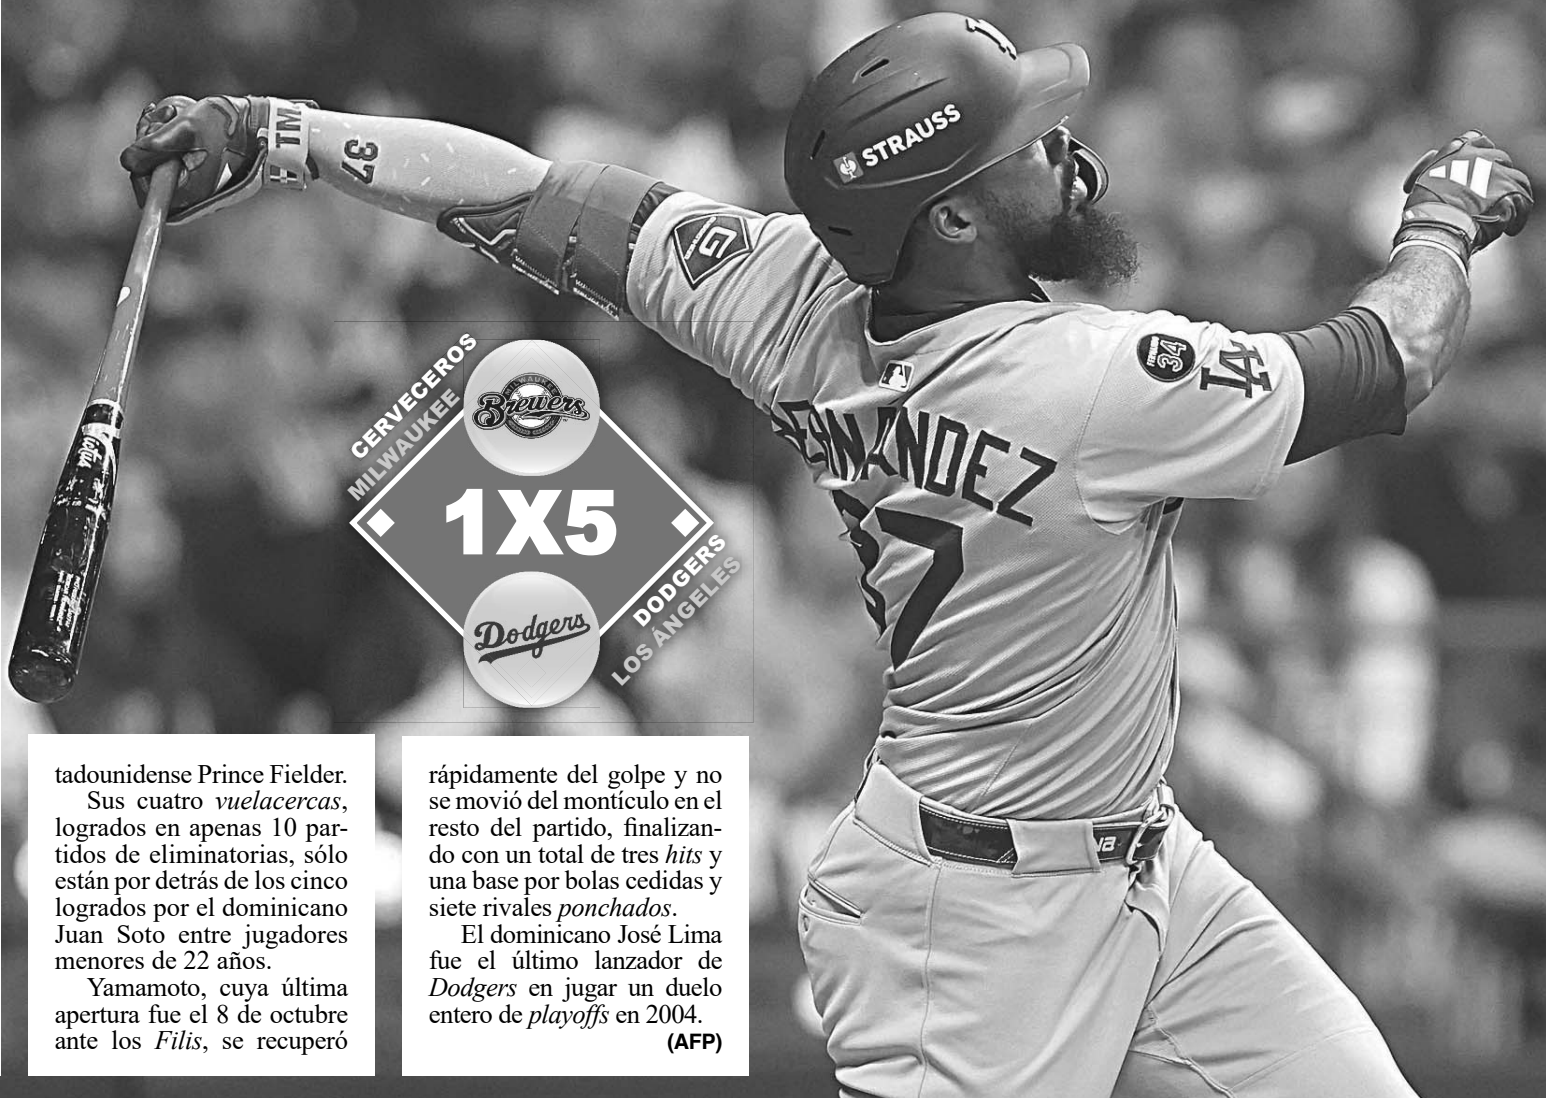 STRAUSS
TM
37
G
FERNANDO
34
LA
HERNANDEZ
37
CERVECEROS
MILWAUKEE
MILWAUKEE
Brewers
1X5
DODGERS
LOS ÁNGELES
Dodgers
tadounidense Prince Fielder.
Sus cuatro vuelacercas,
logrados en apenas 10 par-
tidos de eliminatorias, sólo
están por detrás de los cinco
logrados por el dominicano
Juan Soto entre jugadores
menores de 22 años.
Yamamoto, cuya última
apertura fue el 8 de octubre
ante los Filis, se recuperó
rápidamente del golpe y no
se movió del montículo en el
resto del partido, finalizan-
do con un total de tres hits y
una base por bolas cedidas y
siete rivales ponchados.
El dominicano José Lima
fue el último lanzador de
Dodgers en jugar un duelo
entero de playoffs en 2004.
(AFP)